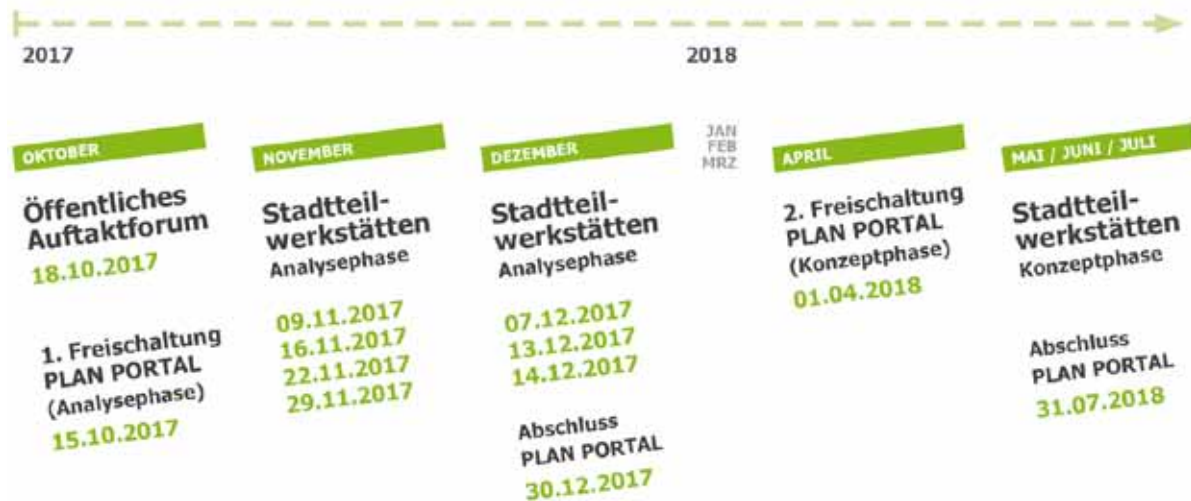 2017
2018
OKTOBER
Öffentliches
Auftaktforum
18.10.2017
1. Freischaltung
PLAN PORTAL
(Analysephase)
15.10.2017
NOVEMBER
Stadtteil-
werkstätten
Analysephase
09.11.2017
16.11.2017
22.11.2017
29.11.2017
DEZEMBER
Stadtteil-
werkstätten
Analysephase
07.12.2017
13.12.2017
14.12.2017
Abschluss
PLAN PORTAL
30.12.2017
JAN
FEB
MRZ
APRIL
2. Freischaltung
PLAN PORTAL
(Konzeptphase)
01.04.2018
MAI / JUNI / JULI
Stadtteil-
werkstätten
Konzeptphase
Abschluss
PLAN PORTAL
31.07.2018